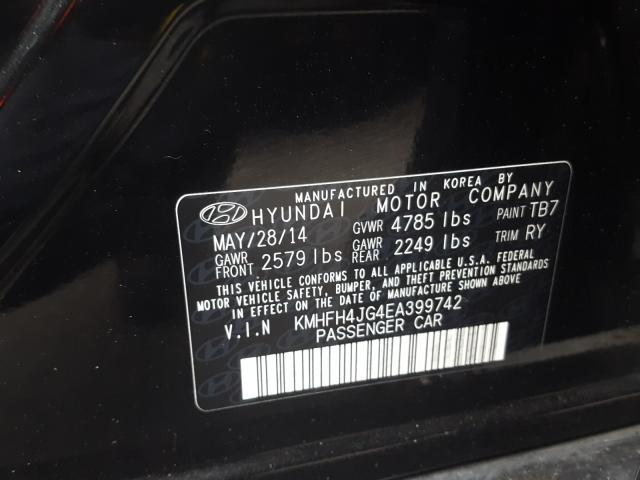 MANUFACTURED IN KOREA BY
HYUNDAI MOTOR COMPANY
MAY/28/14 GVWR 4785 lbs PAINT TB7
GAWR FRONT 2579 lbs GAWR REAR 2249 lbs TRIM RY
THIS VEHICLE CONFORMS TO ALL APPLICABLE U.S.A. FEDERAL
MOTOR VEHICLE SAFETY, BUMPER, AND THEFT PREVENTION STANDARDS
IN EFFECT ON THE DATE OF MANUFACTURE SHOWN ABOVE.
V.I.N KMHFH4JG4EA399742
PASSENGER CAR